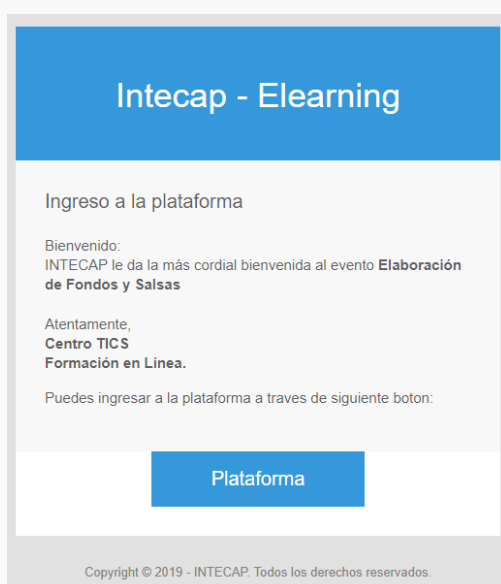 Intecap - Elearning
Ingreso a la plataforma
Bienvenido:
INTECAP le da la más cordial bienvenida al evento Elaboración
de Fondos y Salsas
Atentamente,
Centro TICS
Formación en Línea.
Puedes ingresar a la plataforma a traves de siguiente boton:
Plataforma
Copyright © 2019 - INTECAP. Todos los derechos reservados.